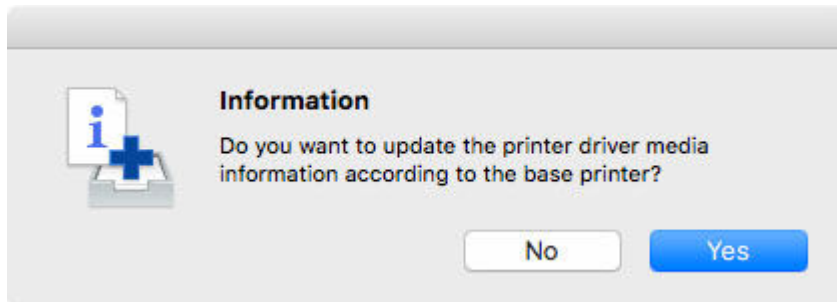 Information
Do you want to update the printer driver media
information according to the base printer?
No
Yes